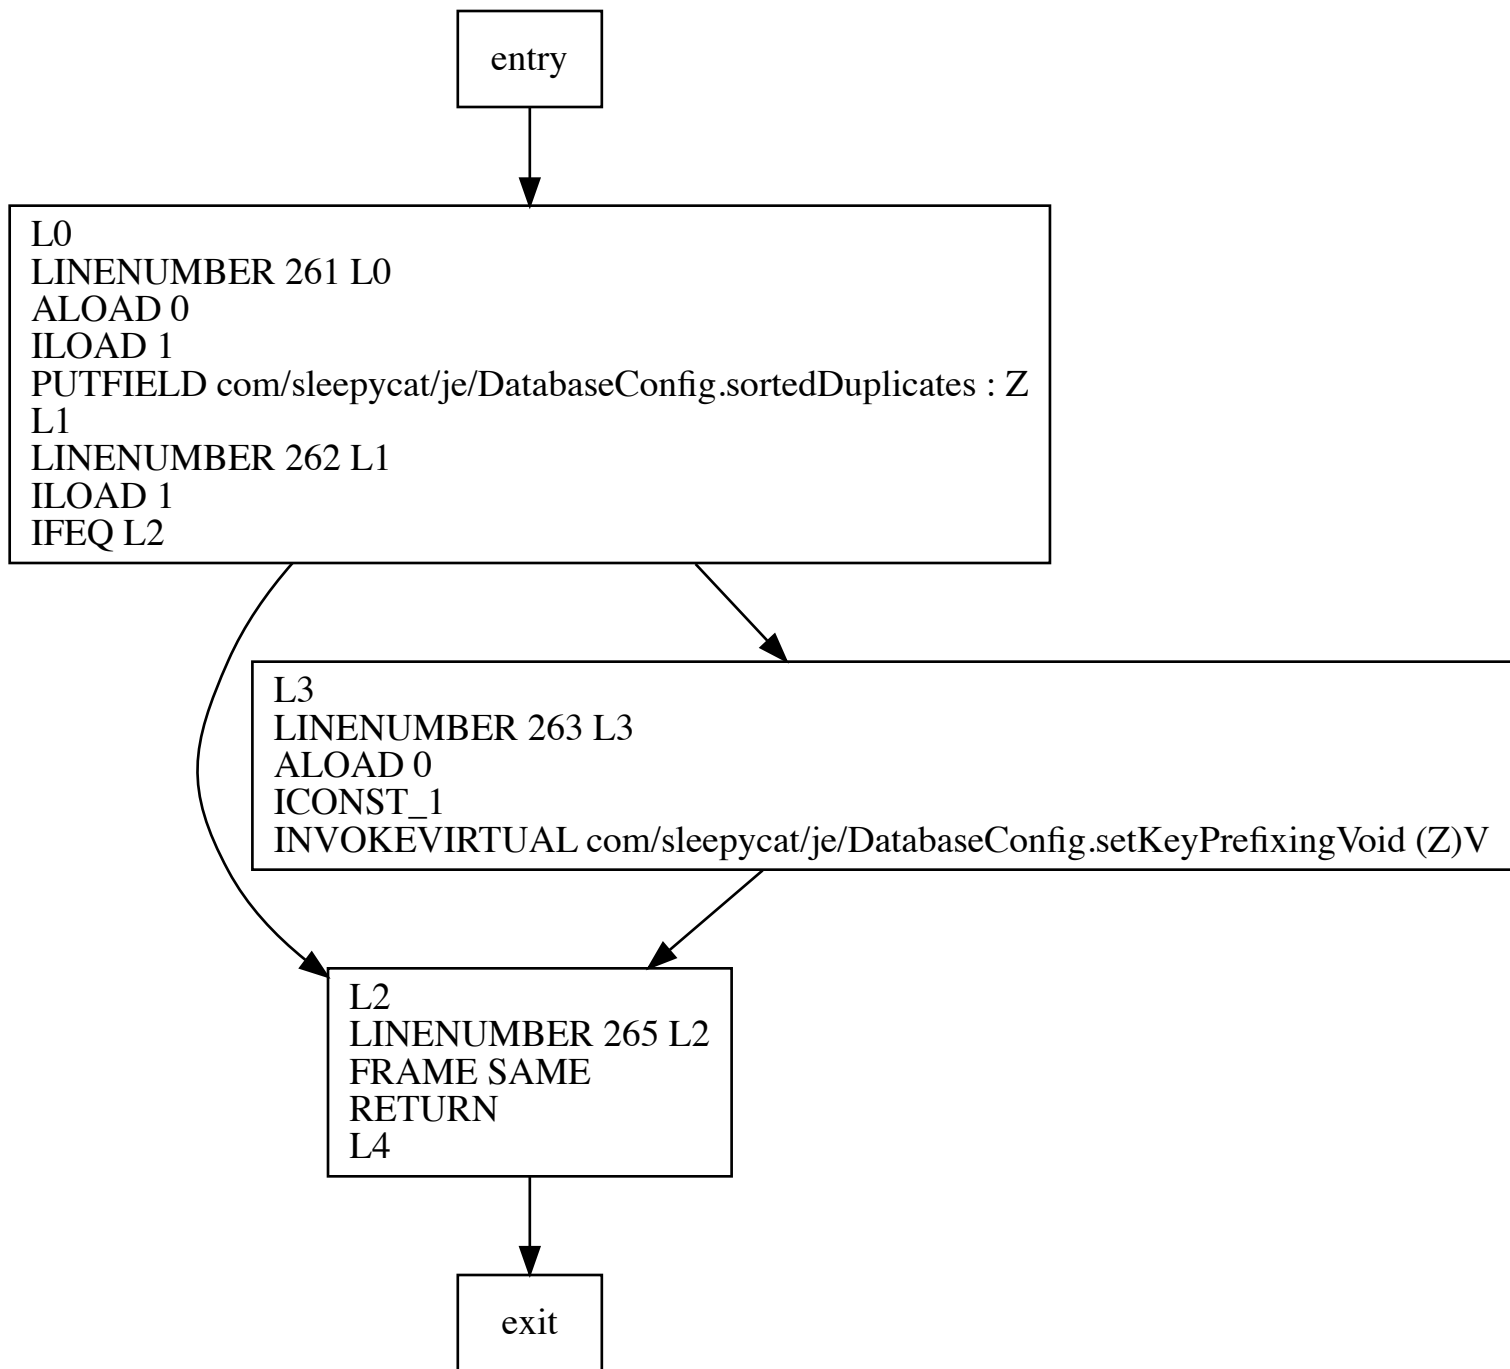 entry
L0
LINENUMBER 261 L0
ALOAD 0
ILOAD 1
PUTFIELD com/sleepycat/je/DatabaseConfig.sortedDuplicates : Z
L1
LINENUMBER 262 L1
ILOAD 1
IFEQ L2
L3
LINENUMBER 263 L3
ALOAD 0
ICONST_1
INVOKEVIRTUAL com/sleepycat/je/DatabaseConfig.setKeyPrefixingVoid (Z)V
L2
LINENUMBER 265 L2
FRAME SAME
RETURN
L4
exit